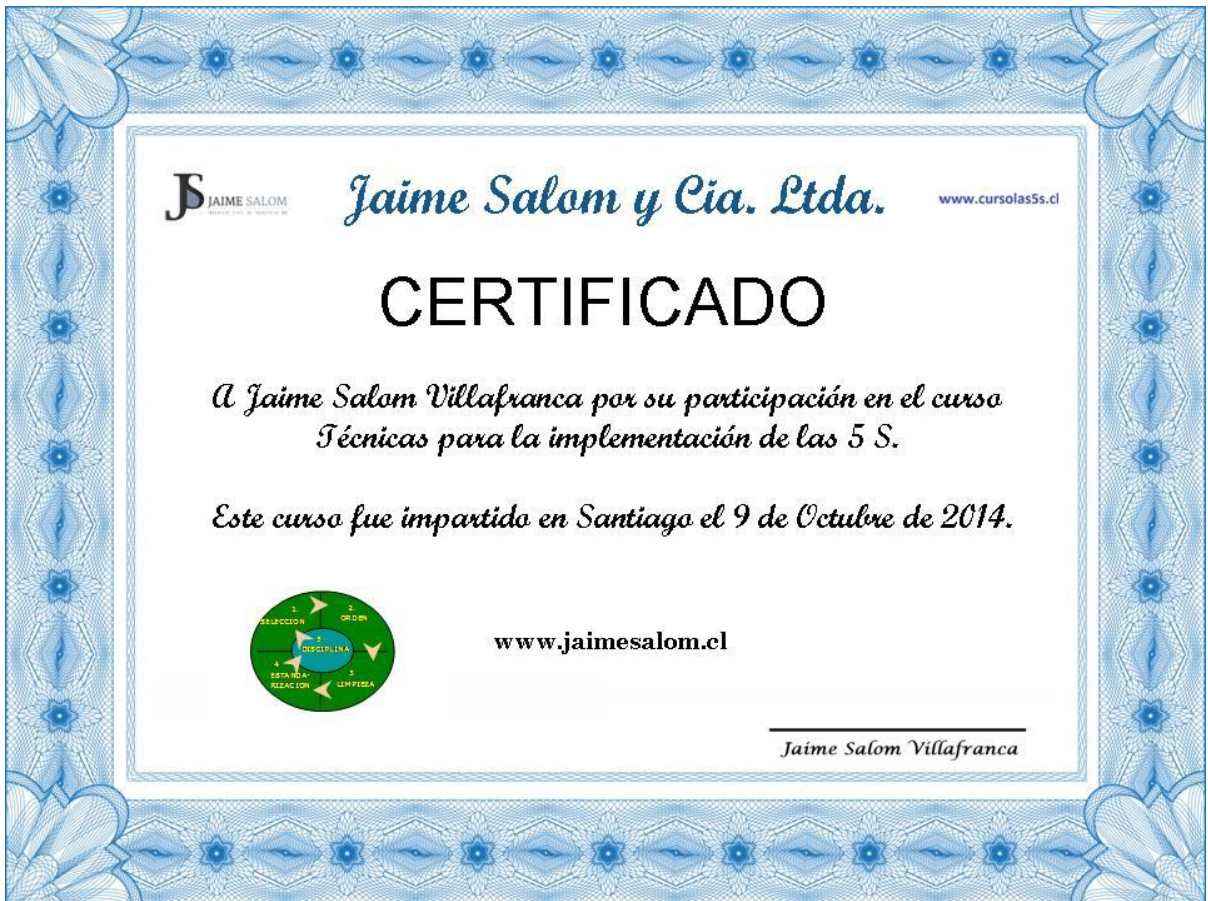 JS JAIME SALOM
Jaime Salom y Cia. Ltda.
www.cursolas5s.cl
CERTIFICADO
A Jaime Salom Villafranca por su participación en el curso
Técnicas para la implementación de las 5 S.
Este curso fue impartido en Santiago el 9 de Octubre de 2014.
1.
SELECCION
2.
ORDEN
5
DISCIPLINA
4
ESTANDA-
RIZACION
3
LIMPIEZA
www.jaimesalom.cl
Jaime Salom Villafranca